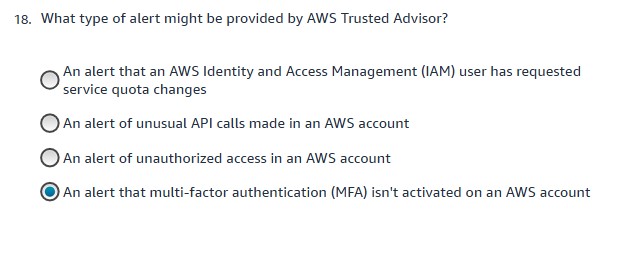 18. What type of alert might be provided by AWS Trusted Advisor?
An alert that an AWS Identity and Access Management (IAM) user has requested
service quota changes
An alert of unusual API calls made in an AWS account
An alert of unauthorized access in an AWS account
An alert that multi-factor authentication (MFA) isn't activated on an AWS account